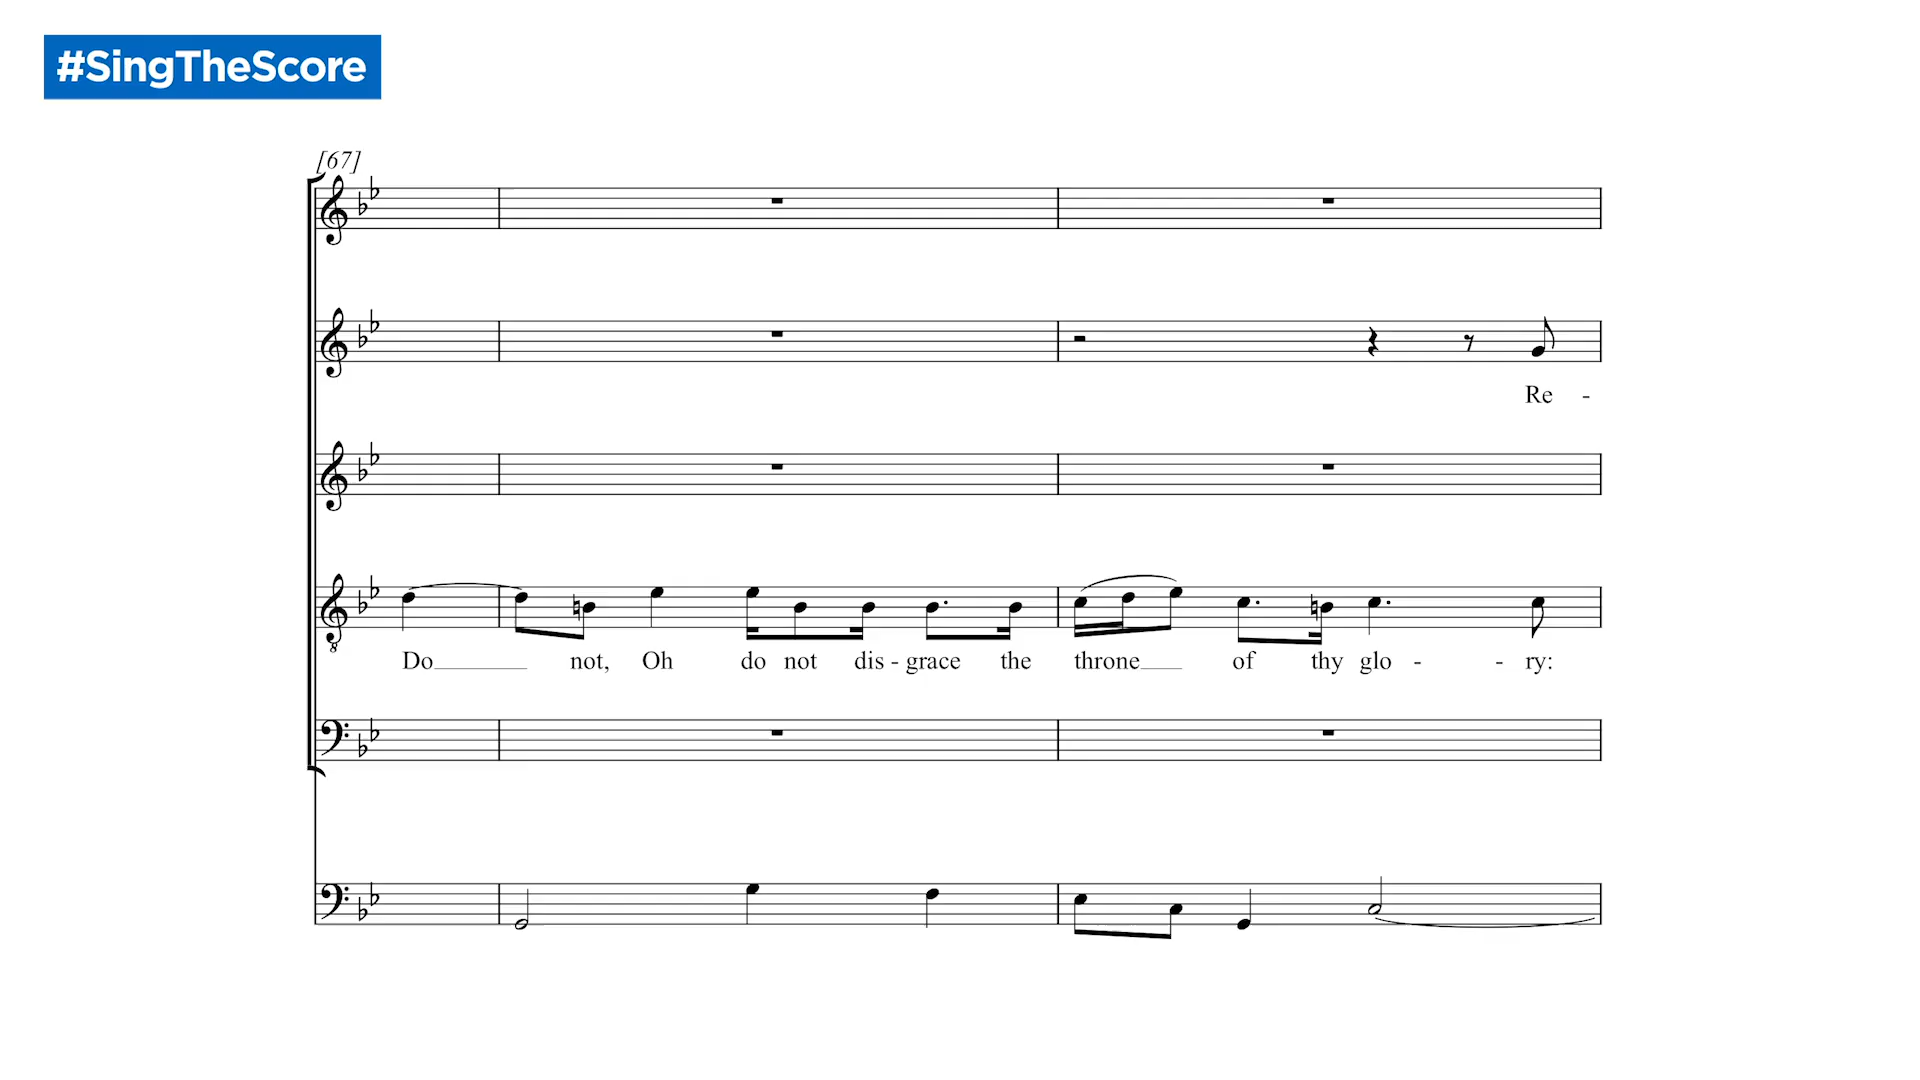 #SingTheScore
[67]
Re -
Do not, Oh do not dis - grace the throne of thy glo - - ry: